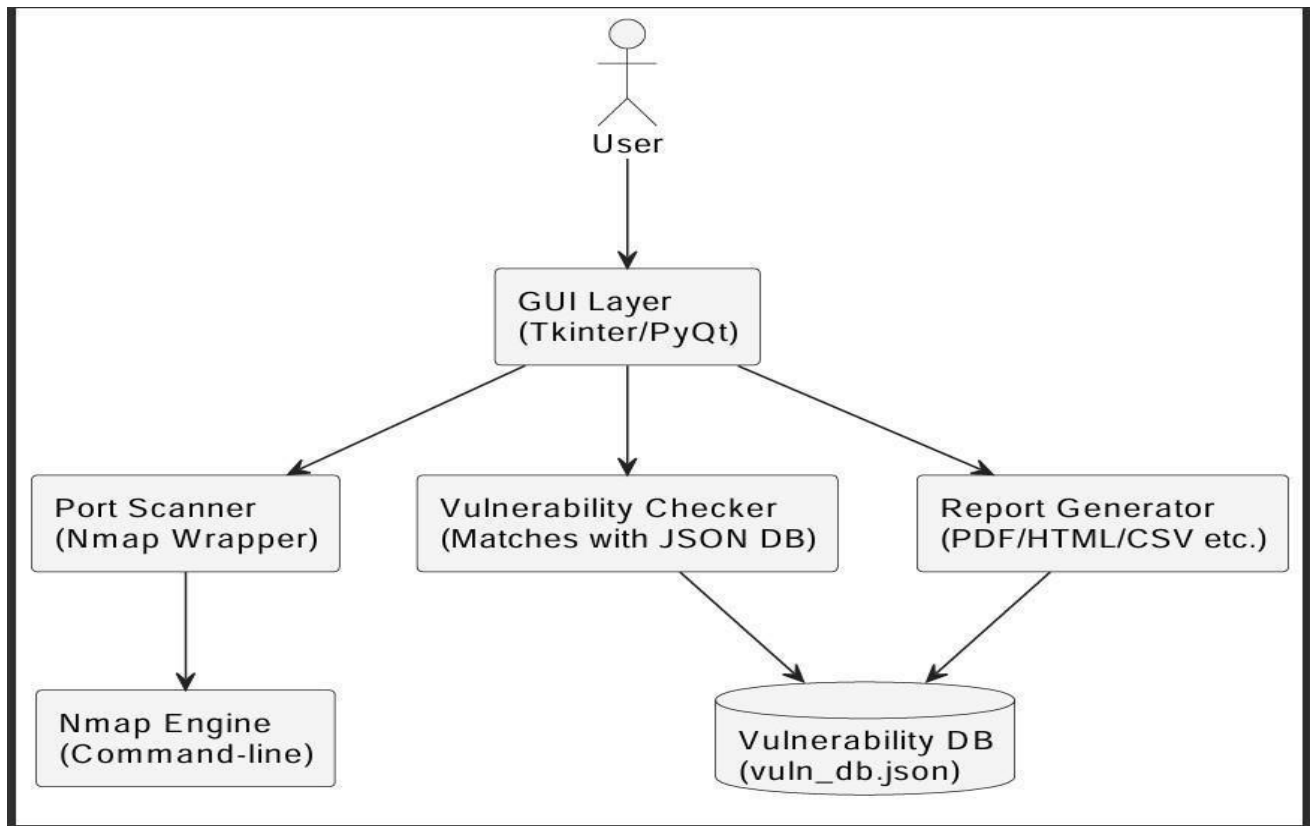 User
GUI Layer
(Tkinter/PyQt)
Port Scanner
(Nmap Wrapper)
Vulnerability Checker
(Matches with JSON DB)
Report Generator
(PDF/HTML/CSV etc.)
Nmap Engine
(Command-line)
Vulnerability DB
(vuln_db.json)